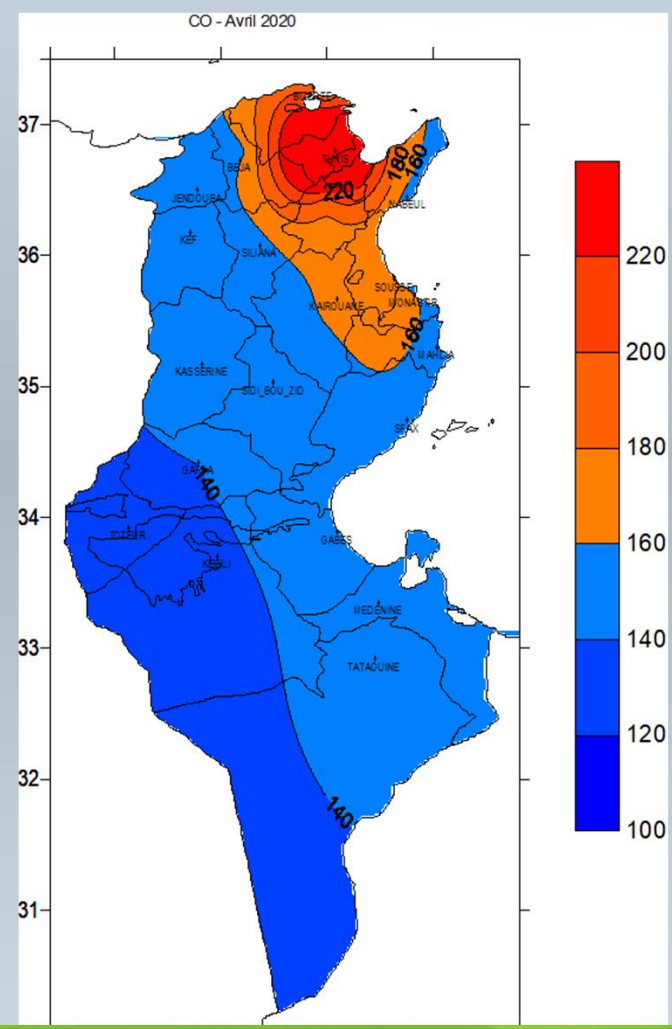 CO - Avril 2020
37
TUNIS
BEJA
180
160
220
JENDOUBA
NABEUL
36
KEF
SILIANA
SOUSSE
KAIROUANE
160
MAHDIA
35
KASSERINE
SIDI_BOU_ZID
SFAX
140
34
TOZEUR
GABES
KEBILI
33
MEDENINE
TATAOUINE
32
140
31
220
200
180
160
140
120
100